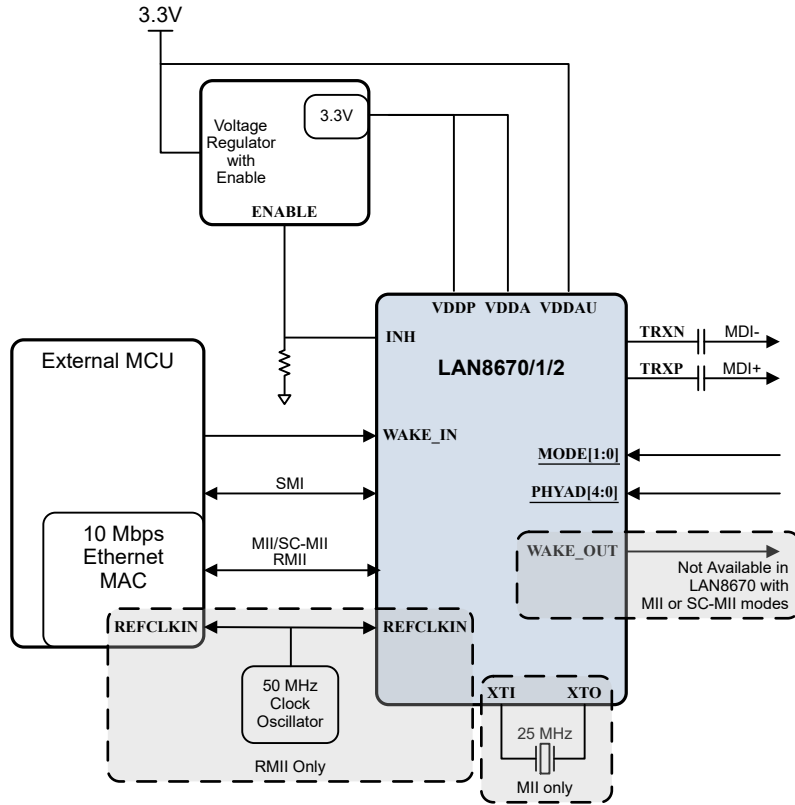 3.3V
Voltage
Regulator
with
Enable
3.3V
ENABLE
VDDP VDDA VDDAU
INH
LAN8670/1/2
TRXN
MDI-
TRXP
MDI+
External MCU
WAKE_IN
SMI
MODE[1:0]
PHYAD[4:0]
10 Mbps
Ethernet
MAC
MII/SC-MII
RMII
WAKE_OUT
Not Available in
LAN8670 with
MII or SC-MII modes
REFCLKIN
REFCLKIN
50 MHz
Clock
Oscillator
RMII Only
XTI XTO
25 MHz
MII only